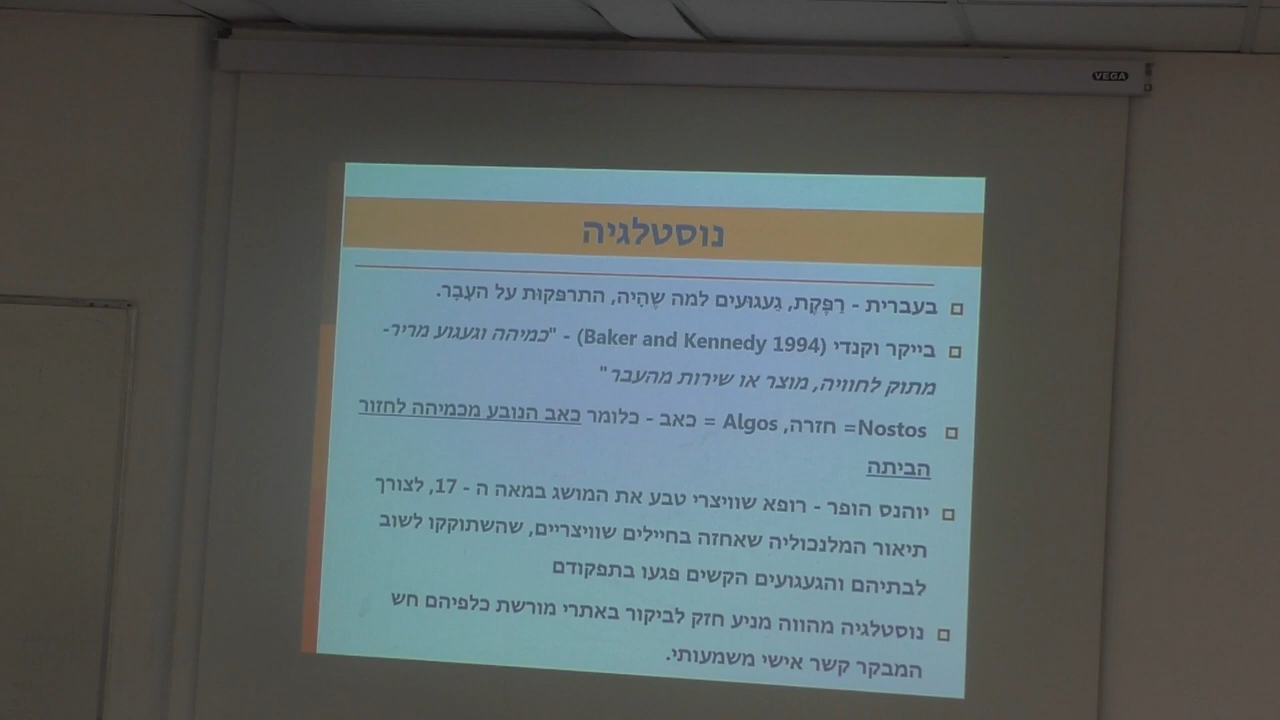 VEGA
נוסטלגיה
בעברית - רַפֶּקֶת, גַעגוּעים למה שֶהָיה, התרפּקוּת על העָבַר.
בייקר וקנדי (Baker and Kennedy 1994) - "כמיהה וגעגוע מריר-
מתוק לחוויה, מוצר או שירות מהעבר"
Nostos= חזרה, Algos = כאב - כלומר כאב הנובע מכמיהה לחזור
הביתה
יוהנס הופר - רופא שוויצרי טבע את המושג במאה ה - 17, לצורך
תיאור המלנכוליה שאחזה בחיילים שוויצריים, שהשתוקקו לשוב
לבתיהם והגעגועים הקשים פגעו בתפקודם
נוסטלגיה מהווה מניע חזק לביקור באתרי מורשת כלפיהם חש
המבקר קשר אישי משמעותי.